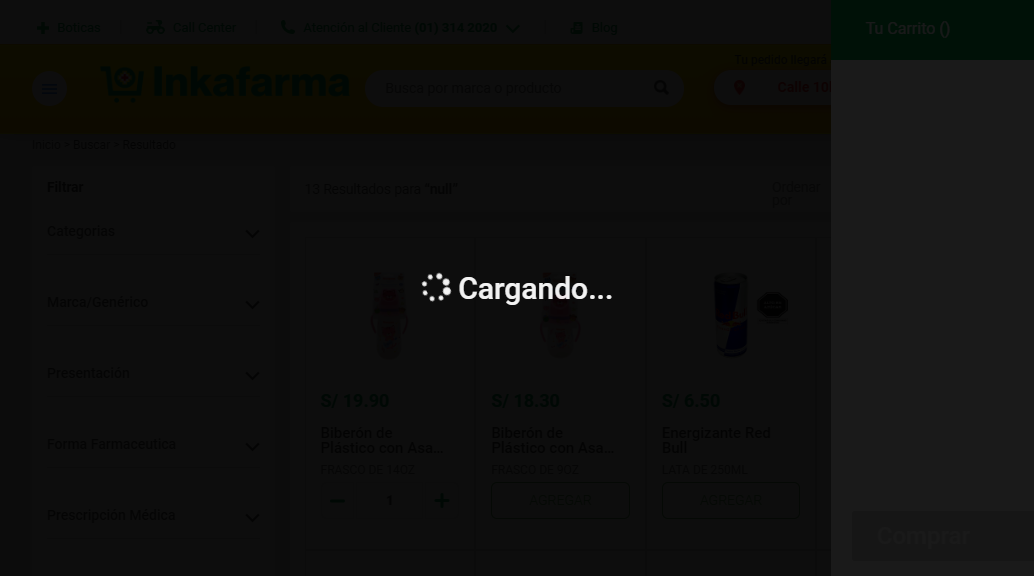 Boticas
Call Center
Atención al Cliente (01) 314 2020
Blog
Tu Carrito ()
Tu pedido llegará
Inkafarma
Busca por marca o producto
Calle 10
Inicio > Buscar > Resultado
Filtrar
13 Resultados para "null"
Ordenar
por
Categorías
Marca/Genérico
Presentación
Forma Farmaceútica
Prescripción Médica
Cargando...
S/ 19.90
Biberón de
Plástico con Asa...
FRASCO DE 14OZ
1
S/ 18.30
Biberón de
Plástico con Asa...
FRASCO DE 9OZ
AGREGAR
S/ 6.50
Energizante Red
Bull
LATA DE 250ML
AGREGAR
Comprar